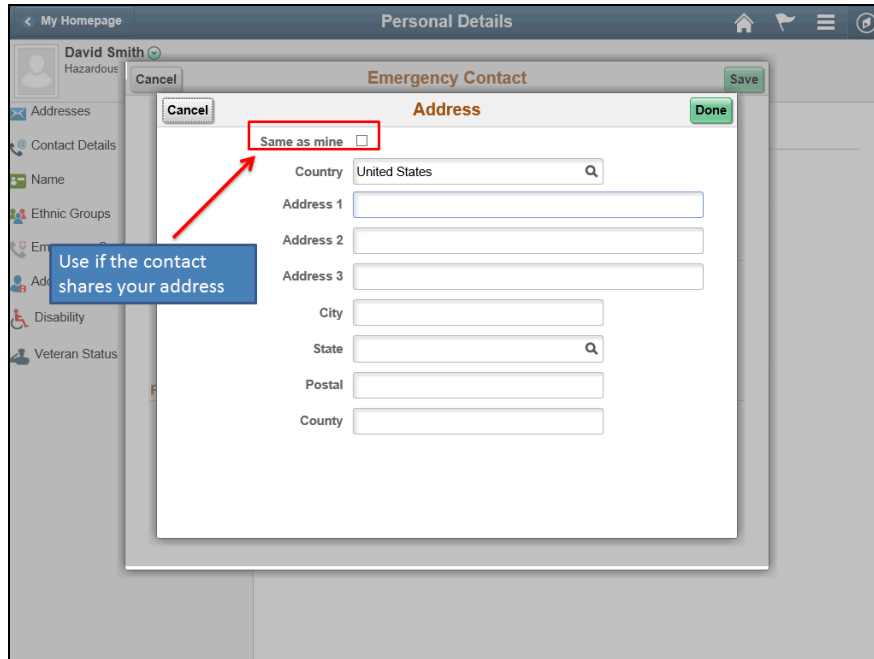 My Homepage
Personal Details
David Smith
Hazardous
Cancel
Emergency Contact
Save
Cancel
Address
Done
Addresses
Contact Details
Name
Ethnic Groups
Disability
Veteran Status
Same as mine
Country United States
Address 1
Address 2
Address 3
City
State
Postal
County
Use if the contact
shares your address